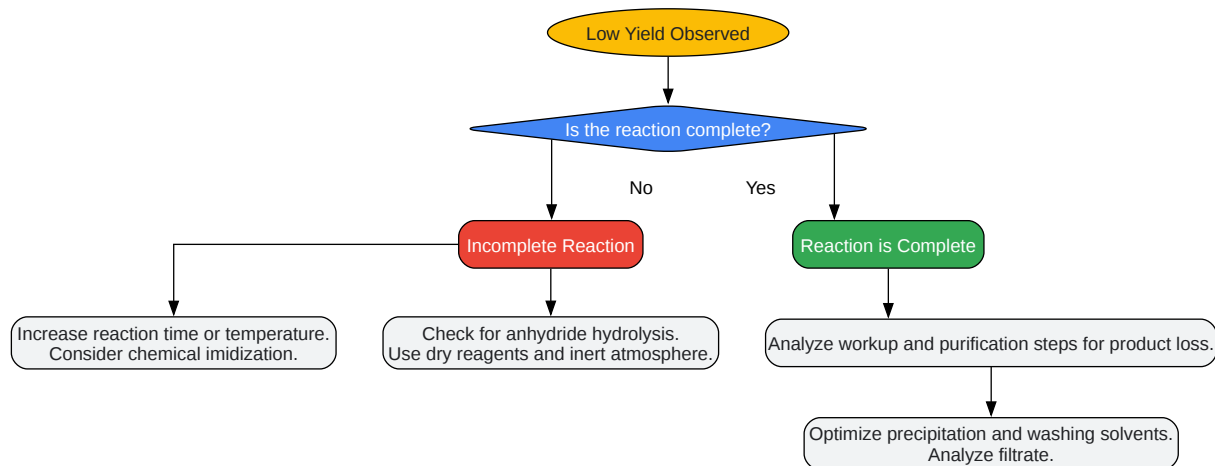 Low Yield Observed
Is the reaction complete?
No
Yes
Incomplete Reaction
Reaction is Complete
Increase reaction time or temperature.
Consider chemical imidization.
Check for anhydride hydrolysis.
Use dry reagents and inert atmosphere.
Analyze workup and purification steps for product loss.
Optimize precipitation and washing solvents.
Analyze filtrate.